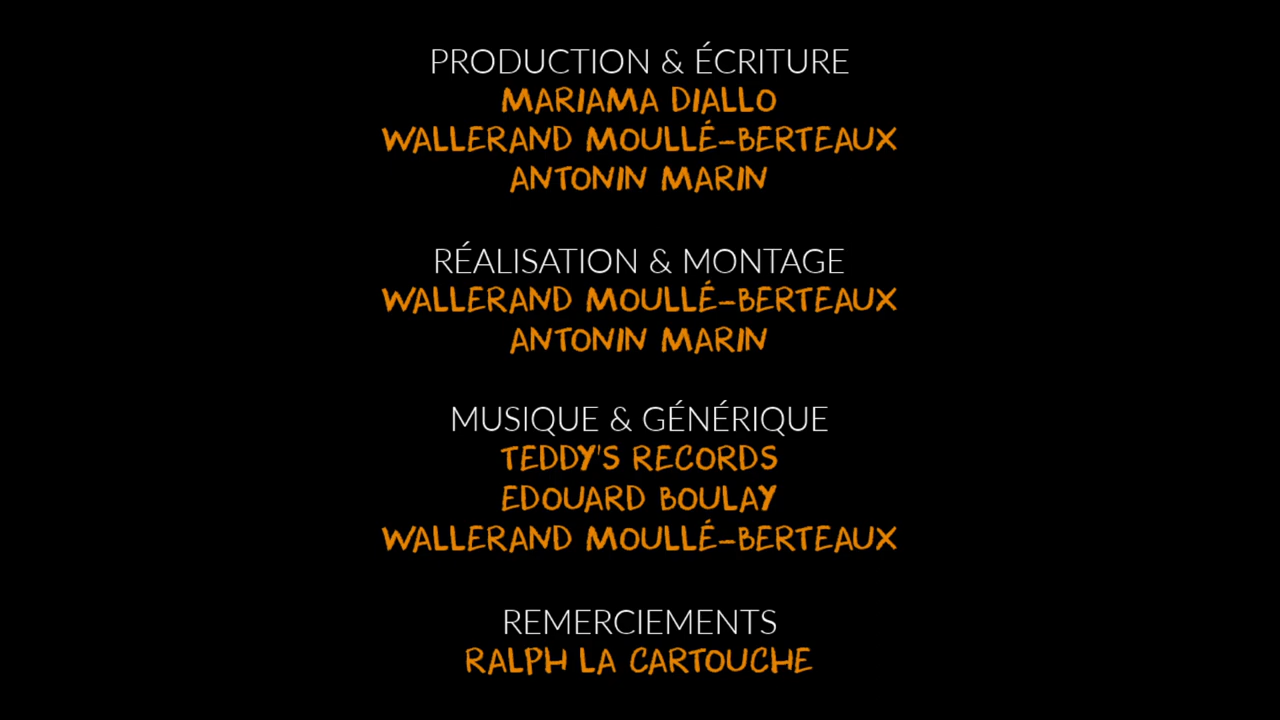 PRODUCTION & ÉCRITURE
MARIAMA DIALLO
WALLERAND MOULLÉ-BERTEAUX
ANTONIN MARIN
RÉALISATION & MONTAGE
WALLERAND MOULLÉ-BERTEAUX
ANTONIN MARIN
MUSIQUE & GÉNÉRIQUE
TEDDY'S RECORDS
EDOUARD BOULAY
WALLERAND MOULLÉ-BERTEAUX
REMERCIEMENTS
RALPH LA CARTOUCHE